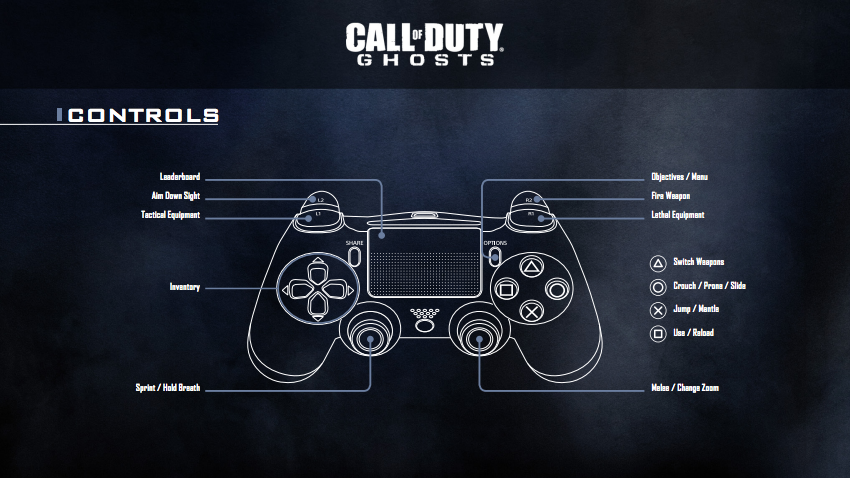 CALL OF DUTY
GHOSTS
CONTROLS
Leaderboard
Aim Down Sight
Tactical Equipment
Inventory
Sprint / Hold Breath
L2
L1
SHARE
OPTIONS
R2
R1
Objectives / Menu
Fire Weapon
Lethal Equipment
Switch Weapons
Crouch / Prone / Slide
Jump / Mantle
Use / Reload
Melee / Change Zoom